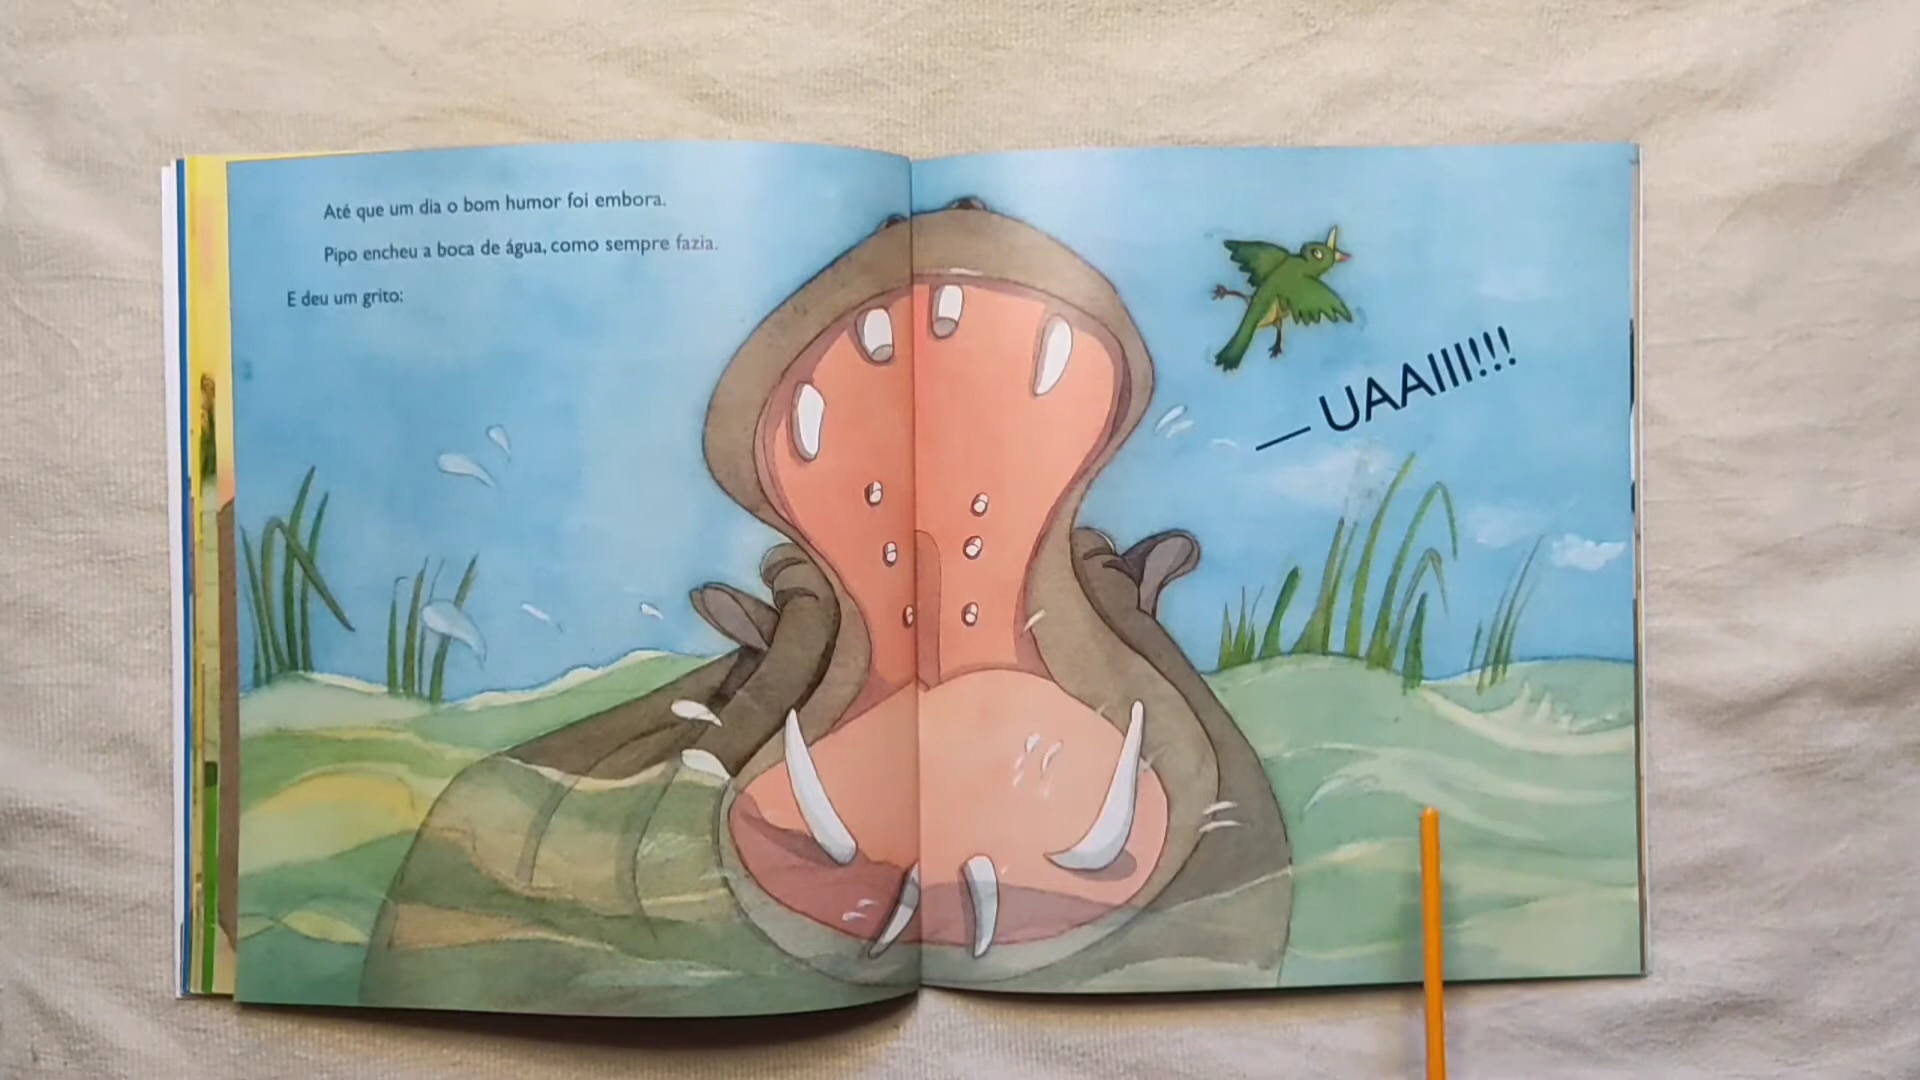 Até que um dia o bom humor foi embora.
Pipo encheu a boca de água, como sempre fazia.
E deu um grito:
— UAAIII!!!